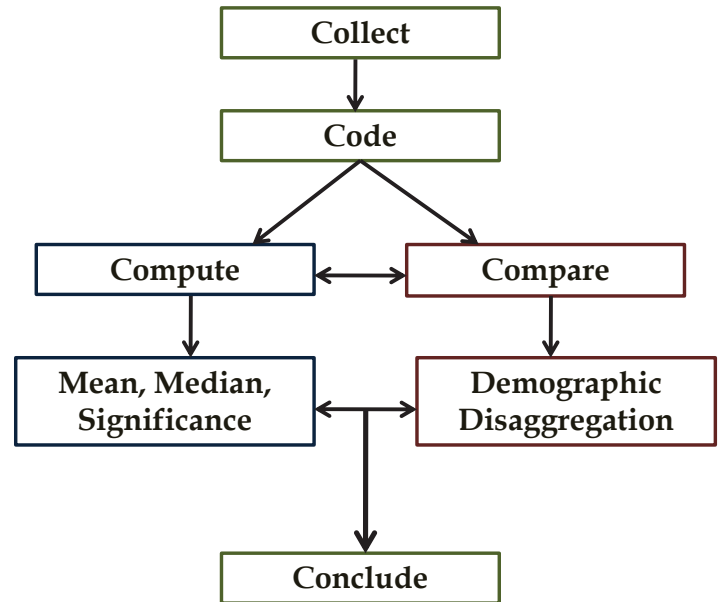 Collect
Code
Compute
Compare
Mean, Median,
Significance
Demographic
Disaggregation
Conclude